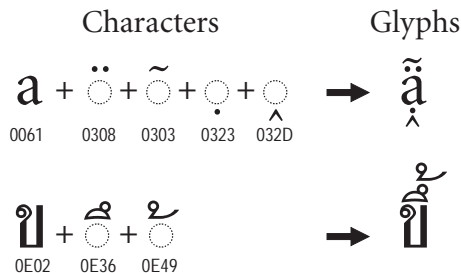 Characters Glyphs
a + ◌̈ + ◌̃ + ◌̣ + ◌̭ → ạ̭̈̃
0061 0308 0303 0323 032D
ข + ◌ึ + ◌้ → ขึ้
0E02 0E36 0E49